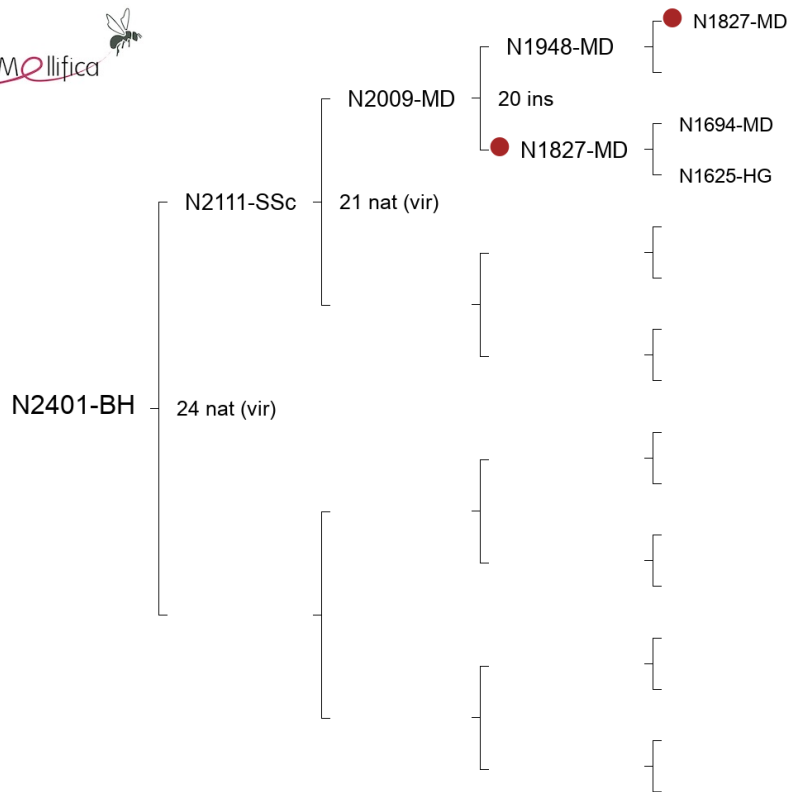 Mellifica
N1827-MD
N1948-MD
N2009-MD
20 ins
N1694-MD
N1827-MD
N1625-HG
N2111-SSc
21 nat (vir)
N2401-BH
24 nat (vir)